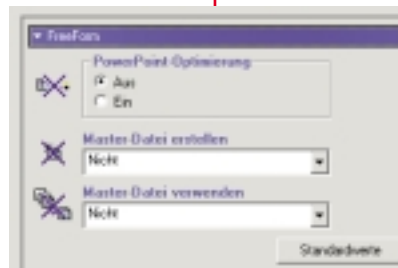 FreeForm
PowerPoint-Optimierung
Aus
Ein
Master-Datei erstellen
Nicht
Master-Datei verwenden
Nicht
Standardwerte